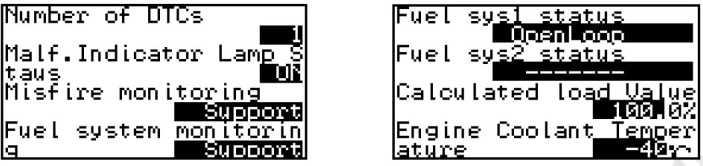 Number of DTCs
1
Malf.Indicator Lamp S
taus ON
Misfire monitoring
Support
Fuel system monitorin
g Support
Fuel sys1 status
OpenLoop
Fuel sys2 status
-------
Calculated load Value
100.0%
Engine Coolant Temper
ature -40